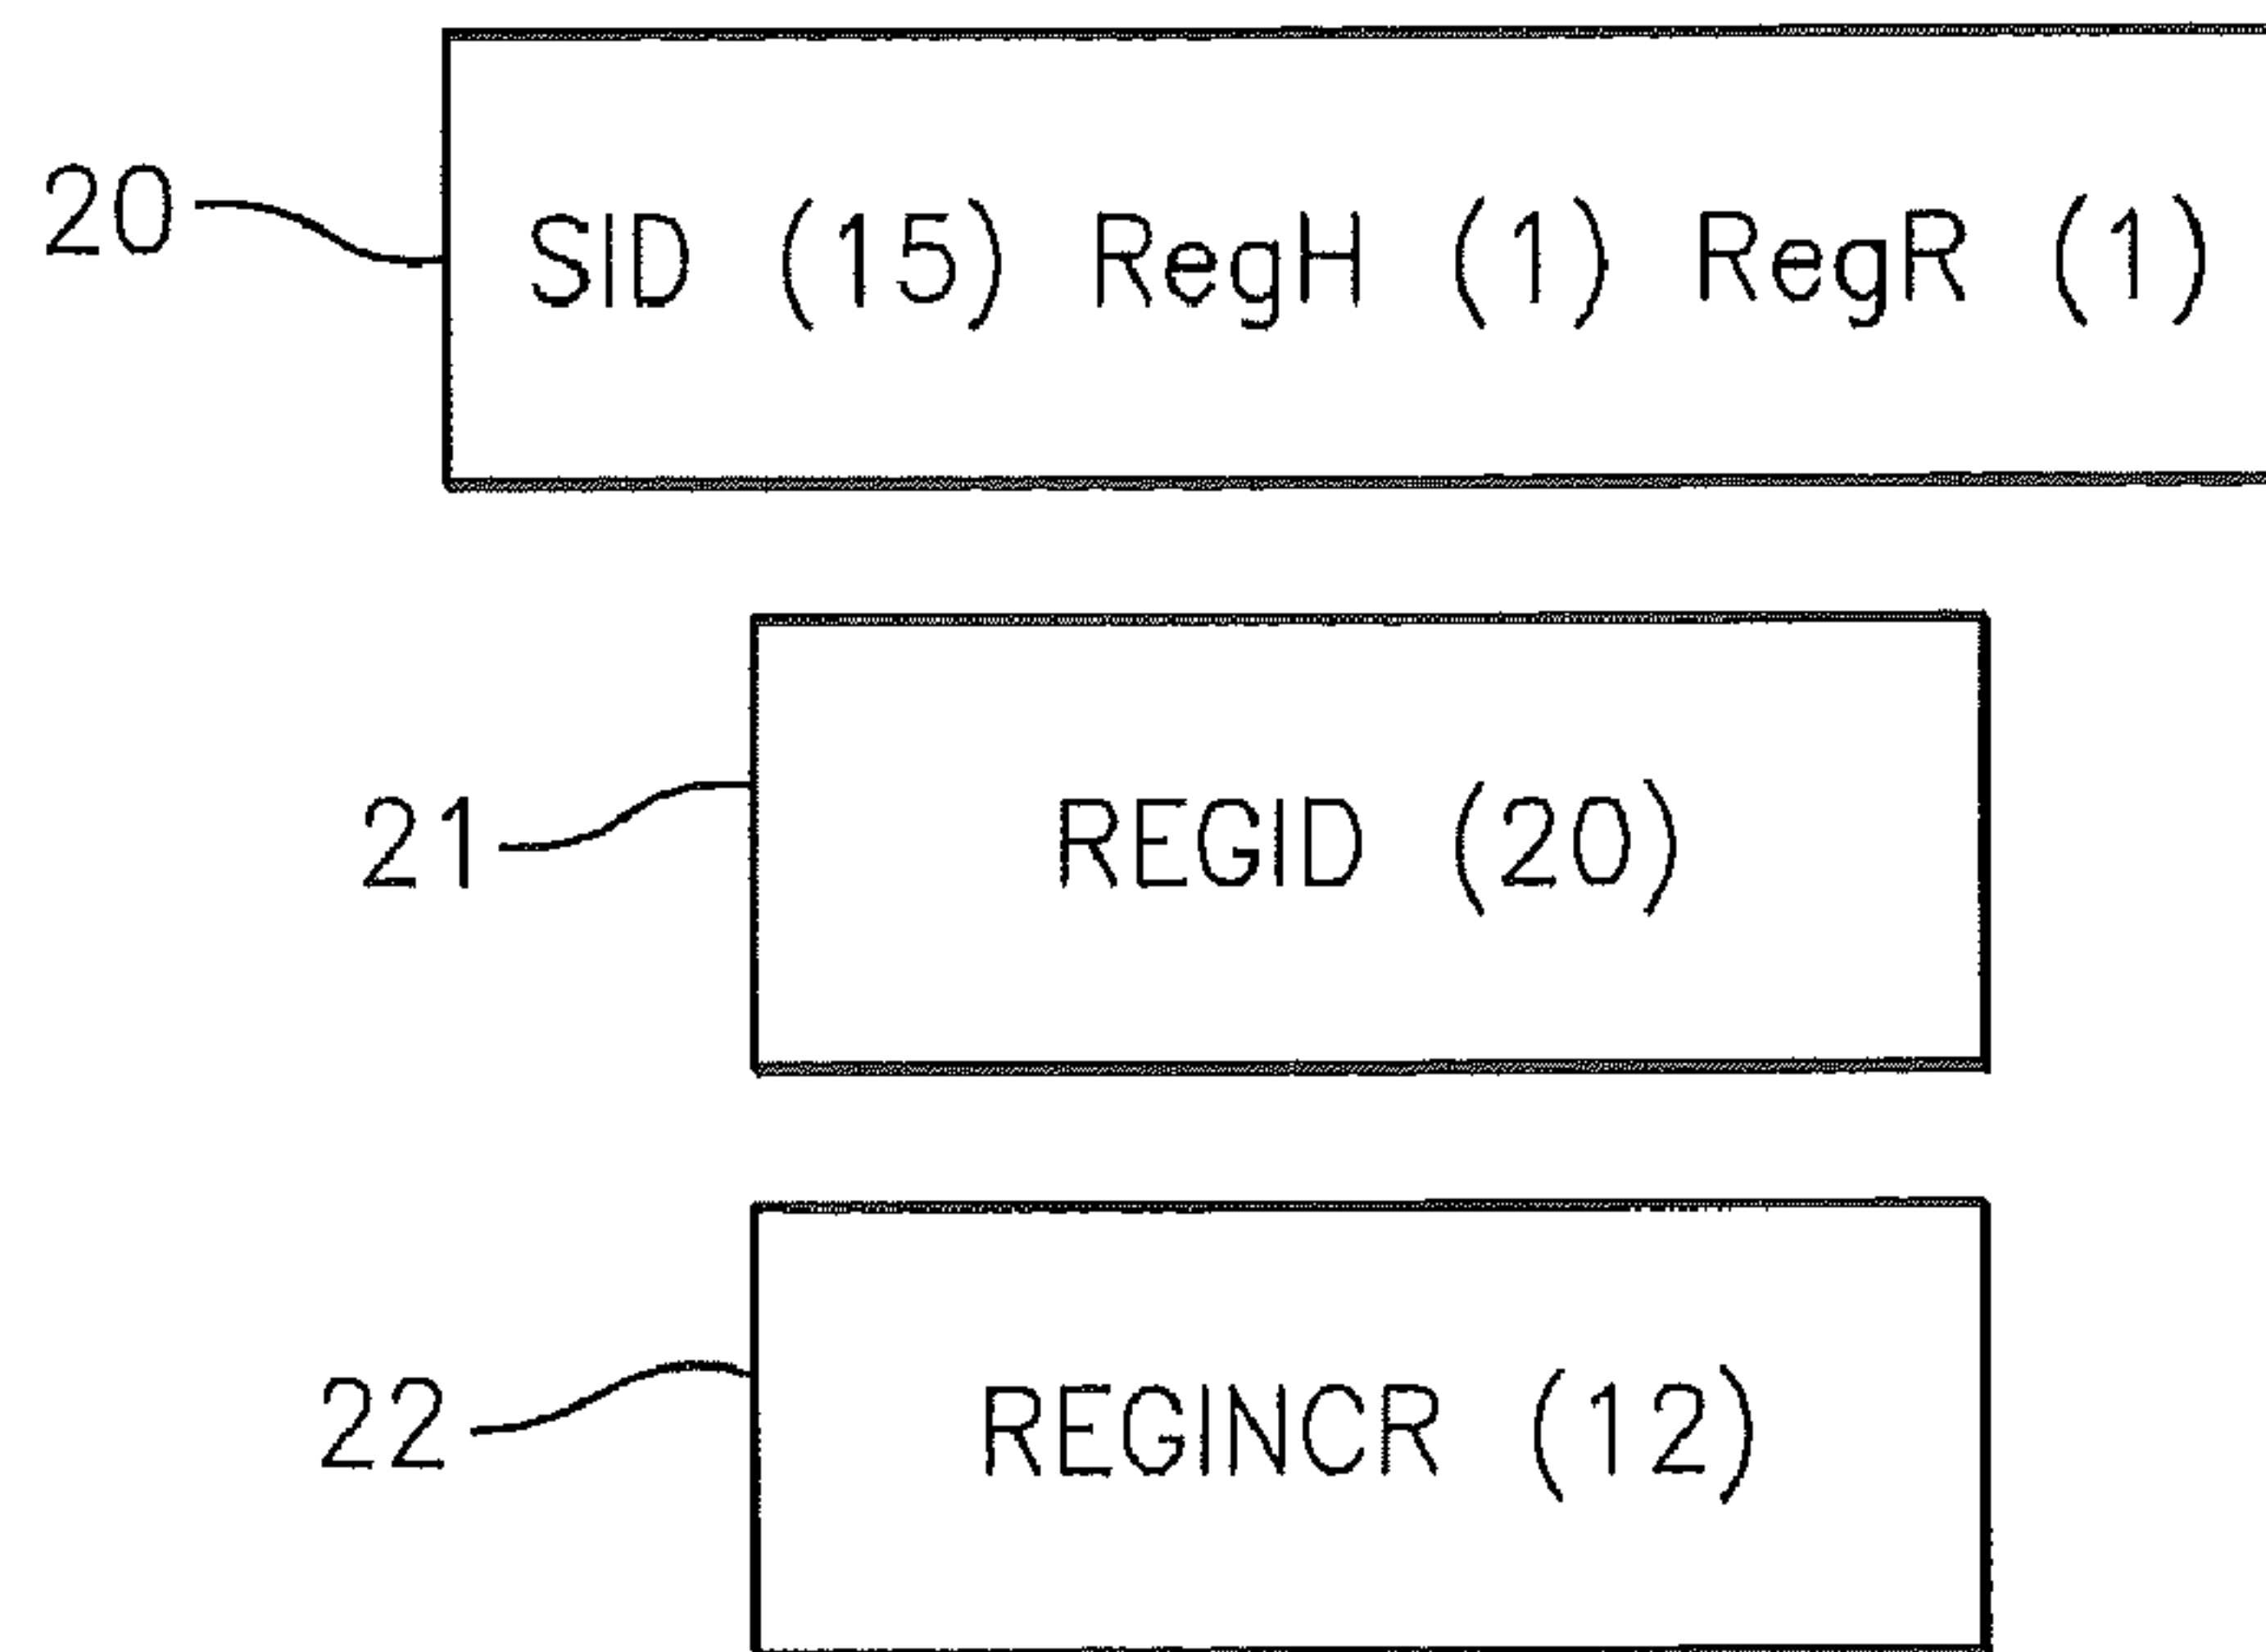 20 SID (15) RegH (1) RegR (1)
21 REGID (20)
22 REGINCR (12)